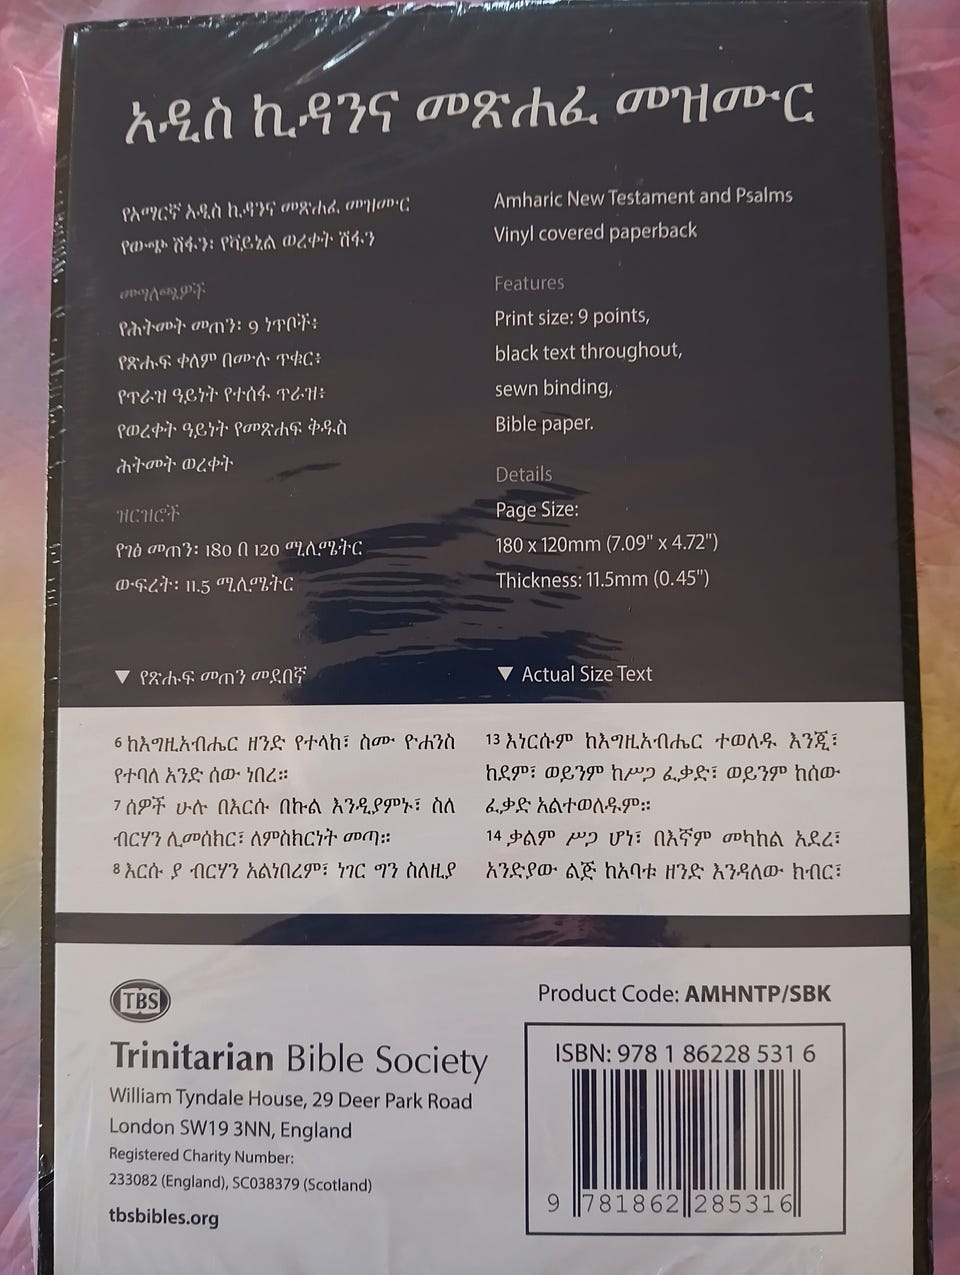 አዲስ ኪዳንና መጽሐፈ መዝሙር
የአማርኛ አዲስ ኪዳንና መጽሐፈ መዝሙር
የውጭ ሽፋን፡ የቫይኒል ወረቀት ሽፋን
መግለጫዎች
የሕትመት መጠን፡ 9 ነጥቦች፥
የጽሑፍ ቀለም በሙሉ ጥቁር፥
የጥራዝ ዓይነት የተሰፋ ጥራዝ፥
የወረቀት ዓይነት የመጽሐፍ ቅዱስ
ሕትመት ወረቀት
ዝርዝሮች
የገፅ መጠን፡ 180 በ 120 ሚሊሜትር
ውፍረት፡ 11.5 ሚሊሜትር
▼ የጽሑፍ መጠን መደበኛ
Amharic New Testament and Psalms
Vinyl covered paperback
Features
Print size: 9 points,
black text throughout,
sewn binding,
Bible paper.
Details
Page Size:
180 x 120mm (7.09" x 4.72")
Thickness: 11.5mm (0.45")
▼ Actual Size Text
6 ከእግዚአብሔር ዘንድ የተላከ፣ ስሙ ዮሐንስ
የተባለ አንድ ሰው ነበረ።
7 ሰዎች ሁሉ በእርሱ በኩል እንዲያምኑ፣ ስለ
ብርሃን ሊመሰክር፣ ለምስክርነት መጣ።
8 እርሱ ያ ብርሃን አልነበረም፣ ነገር ግን ስለዚያ
13 እነርሱም ከእግዚአብሔር ተወለዱ እንጂ፣
ከደም፣ ወይንም ከሥጋ ፈቃድ፣ ወይንም ከሰው
ፈቃድ አልተወለዱም።
14 ቃልም ሥጋ ሆነ፣ በእኛም መካከል አደረ፣
አንድያው ልጅ ከአባቱ ዘንድ እንዳለው ክብር፣
TBS
Trinitarian Bible Society
William Tyndale House, 29 Deer Park Road
London SW19 3NN, England
Registered Charity Number:
233082 (England), SC038379 (Scotland)
tbsbibles.org
Product Code: AMHNTP/SBK
ISBN: 978 1 86228 531 6
9 781862 285316